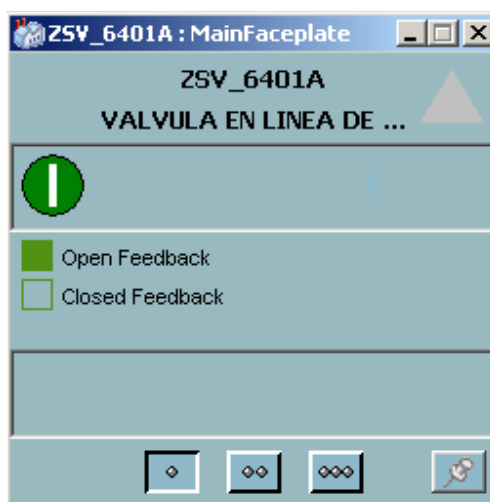 ZSV_6401A : MainFaceplate
ZSV_6401A
VALVULA EN LINEA DE ...
Open Feedback
Closed Feedback